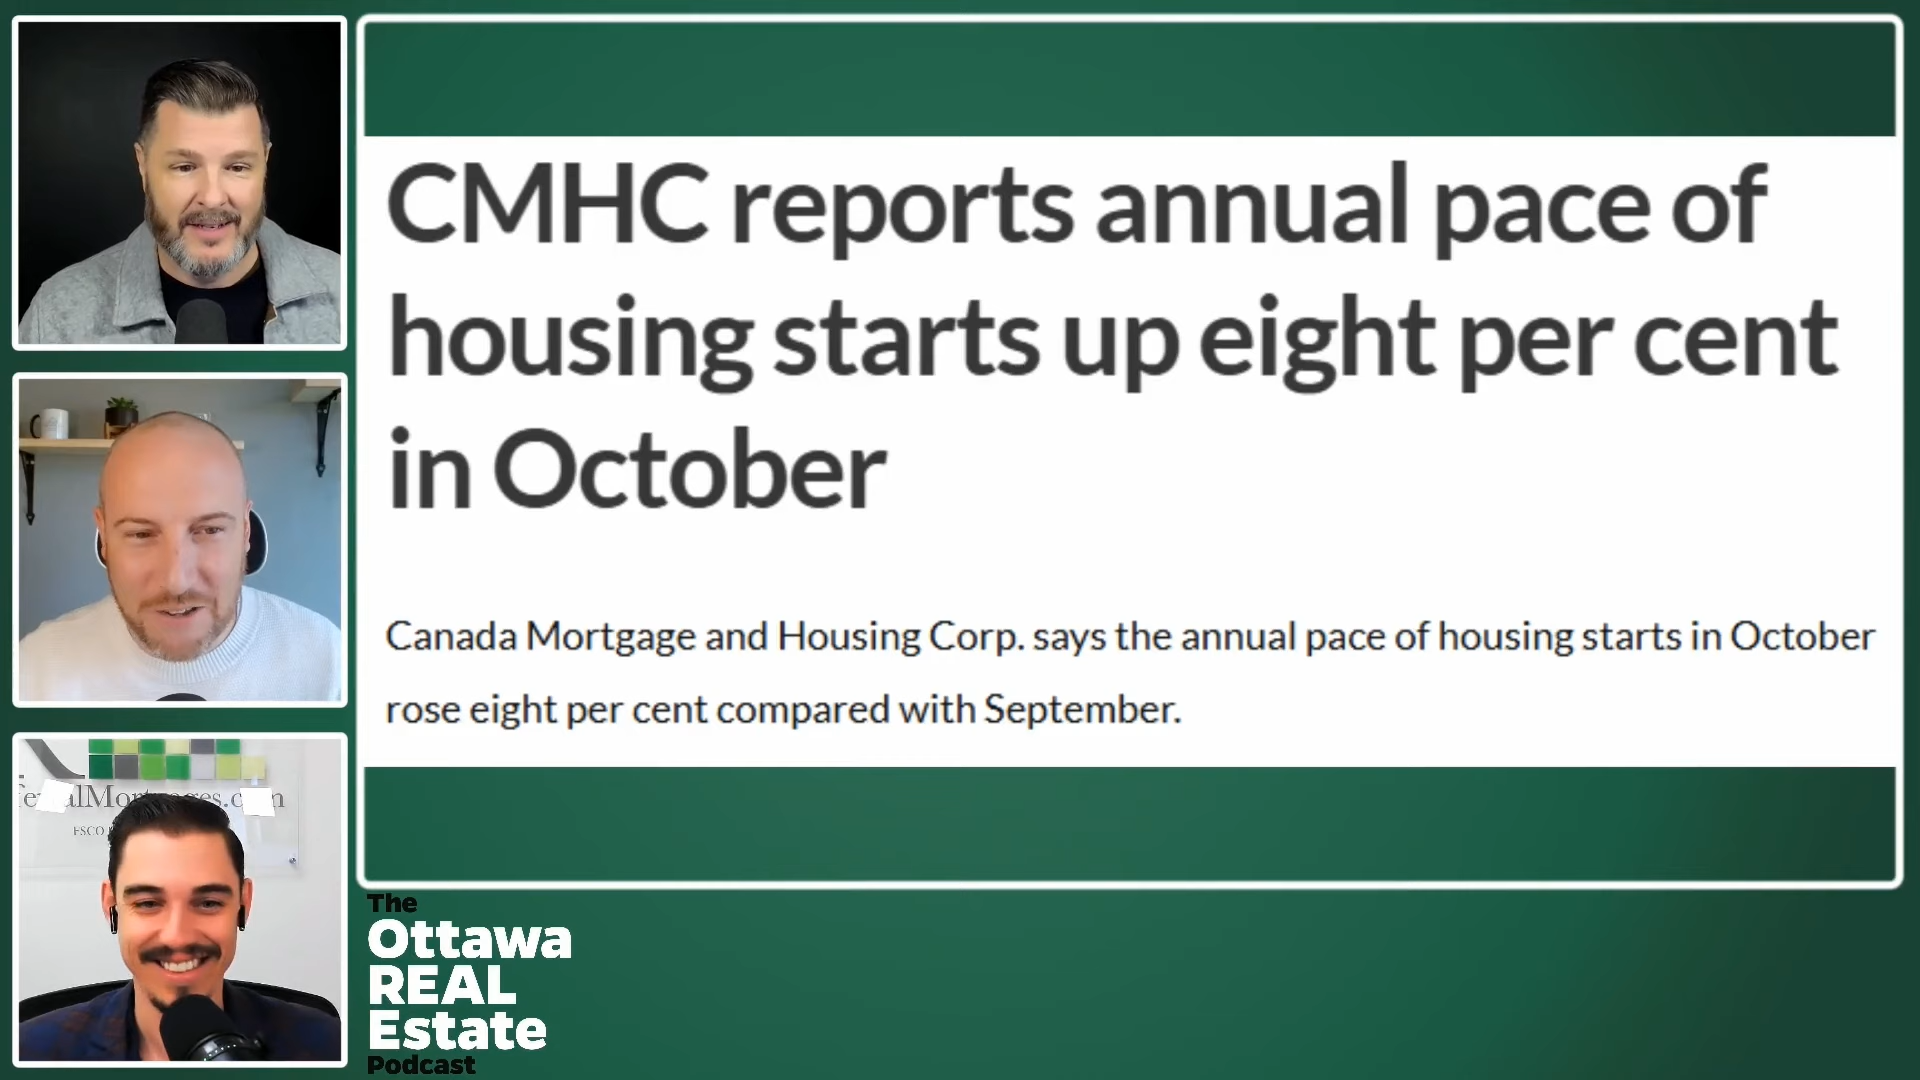 CMHC reports annual pace of
housing starts up eight per cent
in October
Canada Mortgage and Housing Corp. says the annual pace of housing starts in October
rose eight per cent compared with September.
FSCO
The
Ottawa
REAL
Estate
Podcast